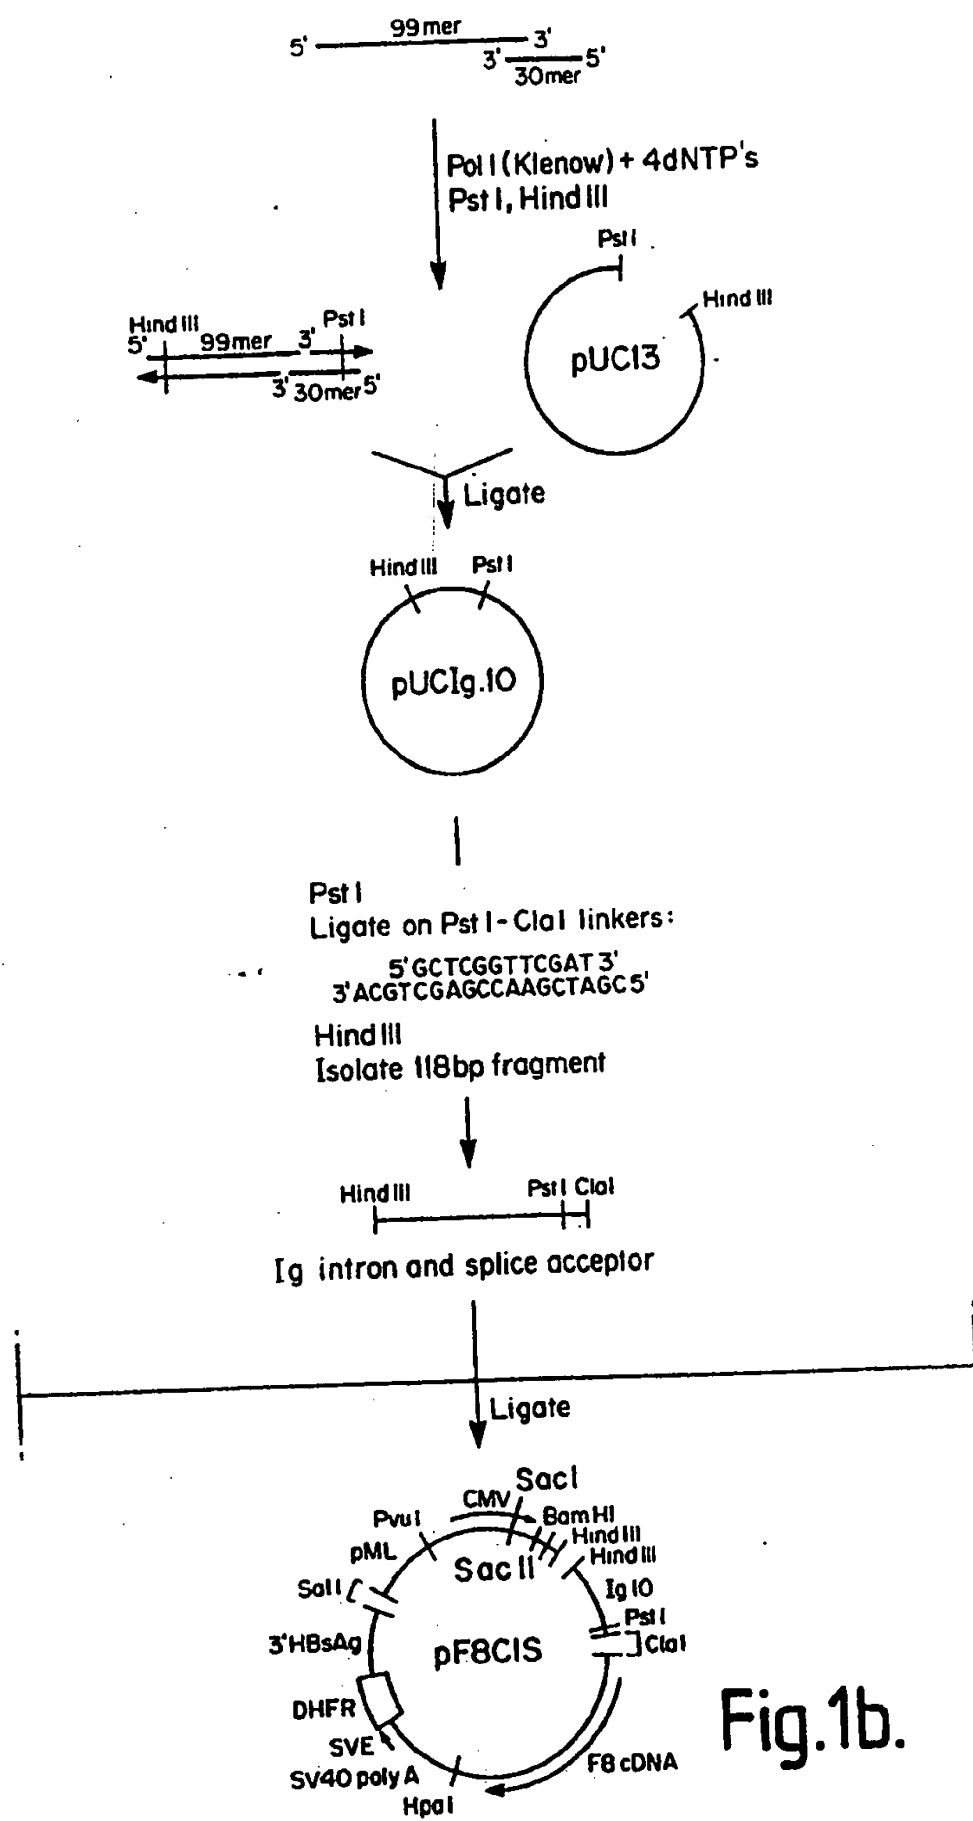 99mer
5' 3'
3' 5'
30mer
Pol I (Klenow) + 4dNTP's
Pst I, Hind III
Pst I
Hind III
pUC13
Hind III Pst I
5' 99mer 3'
3' 30mer 5'
Ligate
Hind III Pst I
pUCIg.10
Pst I
Ligate on Pst I-Cla I linkers:
5'GCTCGGTTCGAT 3'
3'ACGTCGAGCCAAGCTAGC5'
Hind III
Isolate 118bp fragment
Hind III Pst I Cla I
Ig intron and splice acceptor
Ligate
Sac I
CMV
Pvu I
BamHI
Hind III
Hind III
pML
Sac II
Sal I
Ig 10
Pst I
Cla I
3'HBsAg
pF8CIS
DHFR
SVE
SV40 poly A
Hpa I
F8 cDNA
Fig.1b.